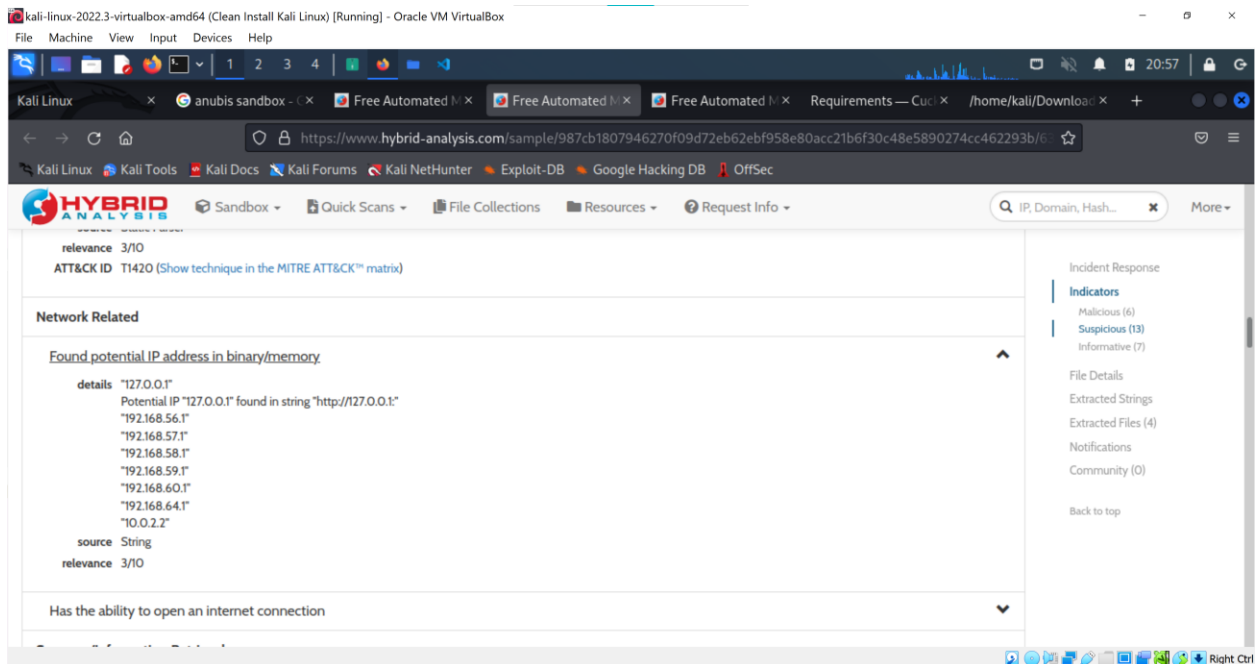 kali-linux-2022.3-virtualbox-amd64 (Clean Install Kali Linux) [Running] - Oracle VM VirtualBox
File Machine View Input Devices Help
1 2 3 4 20:57
Kali Linux anubis sandbox - Free Automated M Free Automated M Free Automated M Requirements — Cuc /home/kali/Download
https://www.hybrid-analysis.com/sample/987cb1807946270f09d72eb62ebf958e80acc21b6f30c48e5890274cc462293b/6
Kali Linux Kali Tools Kali Docs Kali Forums Kali NetHunter Exploit-DB Google Hacking DB OffSec
HYBRID ANALYSIS Sandbox Quick Scans File Collections Resources Request Info IP, Domain, Hash... More
source Static Parser
relevance 3/10
ATT&CK ID T1420 (Show technique in the MITRE ATT&CK™ matrix)
Network Related
Found potential IP address in binary/memory
details "127.0.0.1"
Potential IP "127.0.0.1" found in string "http://127.0.0.1:"
"192.168.56.1"
"192.168.57.1"
"192.168.58.1"
"192.168.59.1"
"192.168.60.1"
"192.168.64.1"
"10.0.2.2"
source String
relevance 3/10
Has the ability to open an internet connection
Incident Response
Indicators
Malicious (6)
Suspicious (13)
Informative (7)
File Details
Extracted Strings
Extracted Files (4)
Notifications
Community (0)
Back to top
Right Ctrl